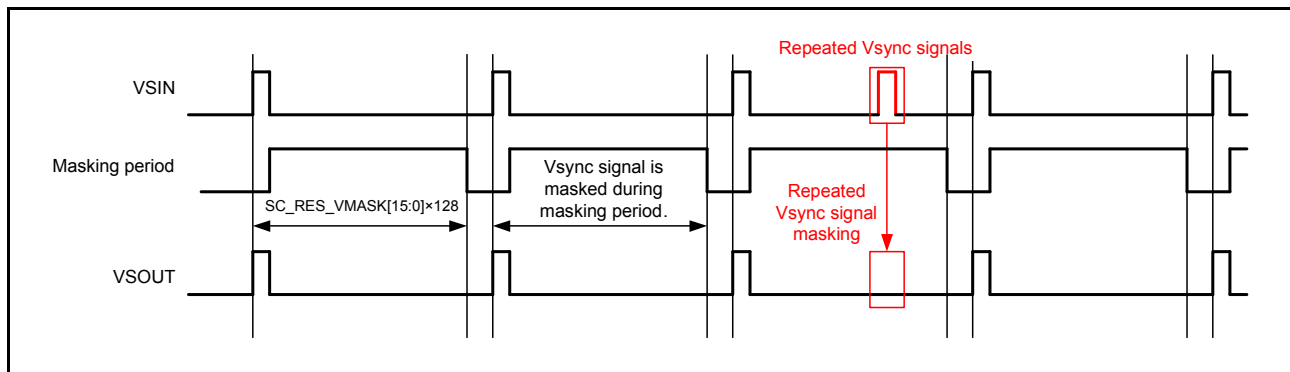 Repeated Vsync signals
VSIN
Masking period
Vsync signal is
masked during
masking period.
SC_RES_VMASK[15:0]×128
Repeated
Vsync signal
masking
VSOUT